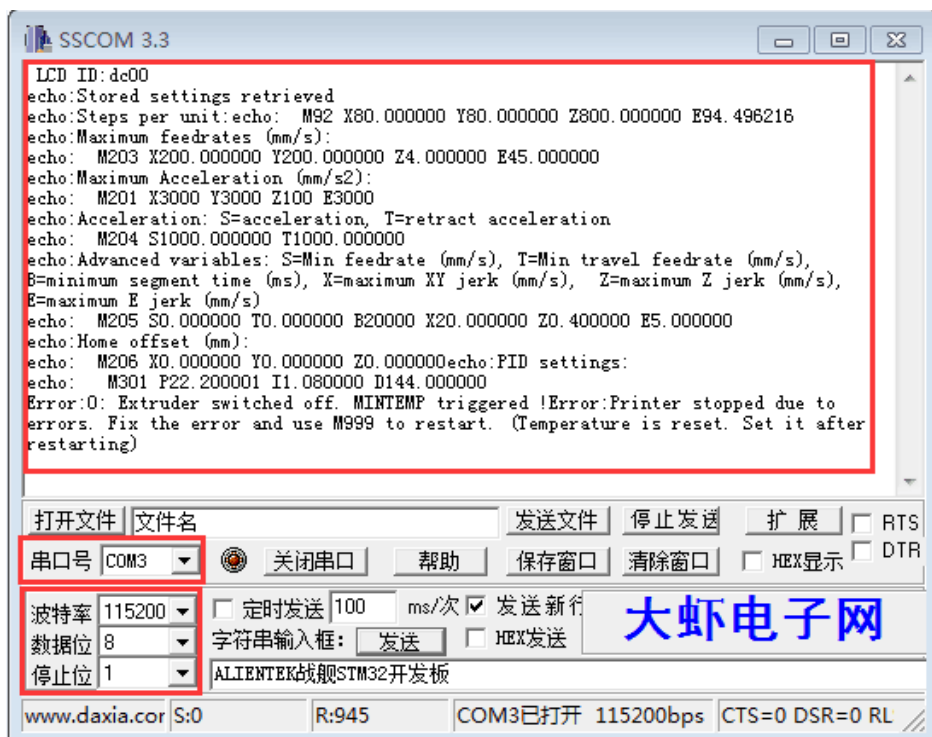 SSCOM 3.3
LCD ID:dc00
echo:Stored settings retrieved
echo:Steps per unit:echo:  M92 X80.000000 Y80.000000 Z800.000000 E94.496216
echo:Maximum feedrates (mm/s):
echo:  M203 X200.000000 Y200.000000 Z4.000000 E45.000000
echo:Maximum Acceleration (mm/s2):
echo:  M201 X3000 Y3000 Z100 E3000
echo:Acceleration: S=acceleration, T=retract acceleration
echo:  M204 S1000.000000 T1000.000000
echo:Advanced variables: S=Min feedrate (mm/s), T=Min travel feedrate (mm/s),
B=minimum segment time (ms), X=maximum XY jerk (mm/s),  Z=maximum Z jerk (mm/s),
E=maximum E jerk (mm/s)
echo:  M205 S0.000000 T0.000000 B20000 X20.000000 Z0.400000 E5.000000
echo:Home offset (mm):
echo:  M206 X0.000000 Y0.000000 Z0.000000echo:PID settings:
echo:   M301 P22.200001 I1.080000 D144.000000
Error:0: Extruder switched off. MINTEMP triggered !Error:Printer stopped due to
errors. Fix the error and use M999 to restart. (Temperature is reset. Set it after
restarting)
打开文件 文件名 发送文件 停止发送 扩 展 RTS
串口号 COM3 关闭串口 帮助 保存窗口 清除窗口 HEX显示 DTR
波特率 115200 定时发送 100 ms/次 发送新行 大虾电子网
数据位 8 字符串输入框: 发送 HEX发送
停止位 1 ALIENTEK战舰STM32开发板
www.daxia.cor S:0 R:945 COM3已打开 115200bps CTS=0 DSR=0 RL